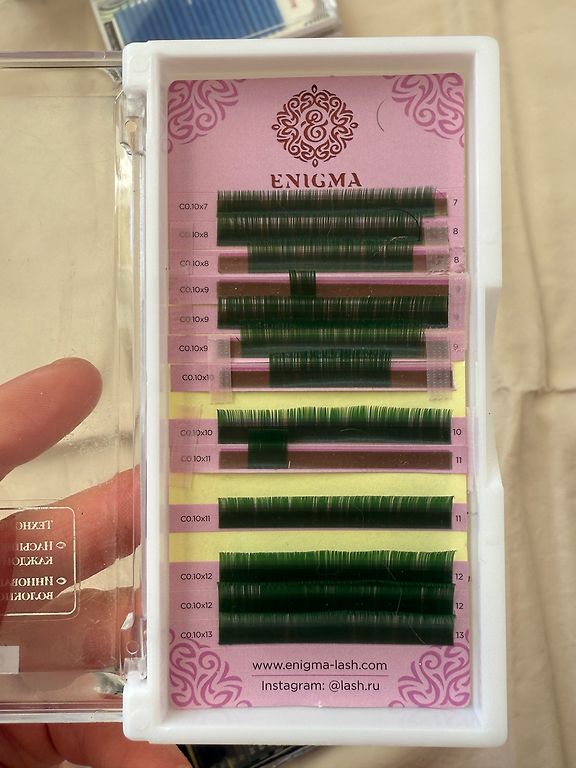 ENIGMA
C0.10x7 7
C0.10x8 8
C0.10x8 8
C0.10x9
C0.10x9 9
C0.10x9 9
C0.10x10
C0.10x10 10
C0.10x11 11
C0.10x11 11
C0.10x12 12
C0.10x12 12
C0.10x13 13
www.enigma-lash.com
Instagram: @lash.ru